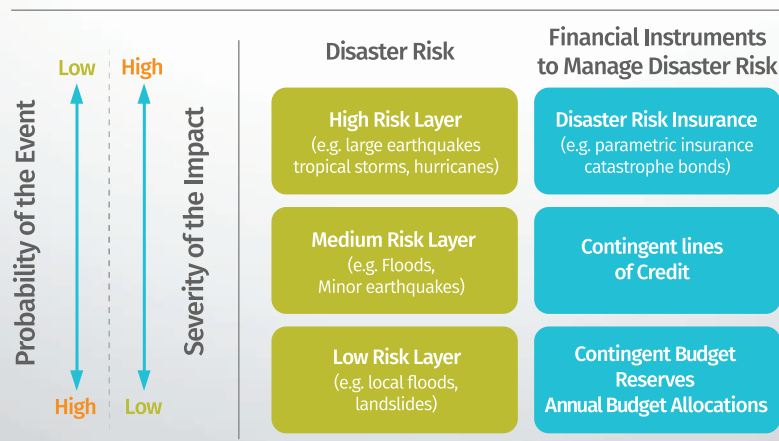 Disaster Risk
Financial Instruments
to Manage Disaster Risk
Probability of the Event
Low
High
High
Low
Severity of the Impact
High Risk Layer
(e.g. large earthquakes
tropical storms, hurricanes)
Disaster Risk Insurance
(e.g. parametric insurance
catastrophe bonds)
Medium Risk Layer
(e.g. Floods,
Minor earthquakes)
Contingent lines
of Credit
Low Risk Layer
(e.g. local floods,
landslides)
Contingent Budget
Reserves
Annual Budget Allocations